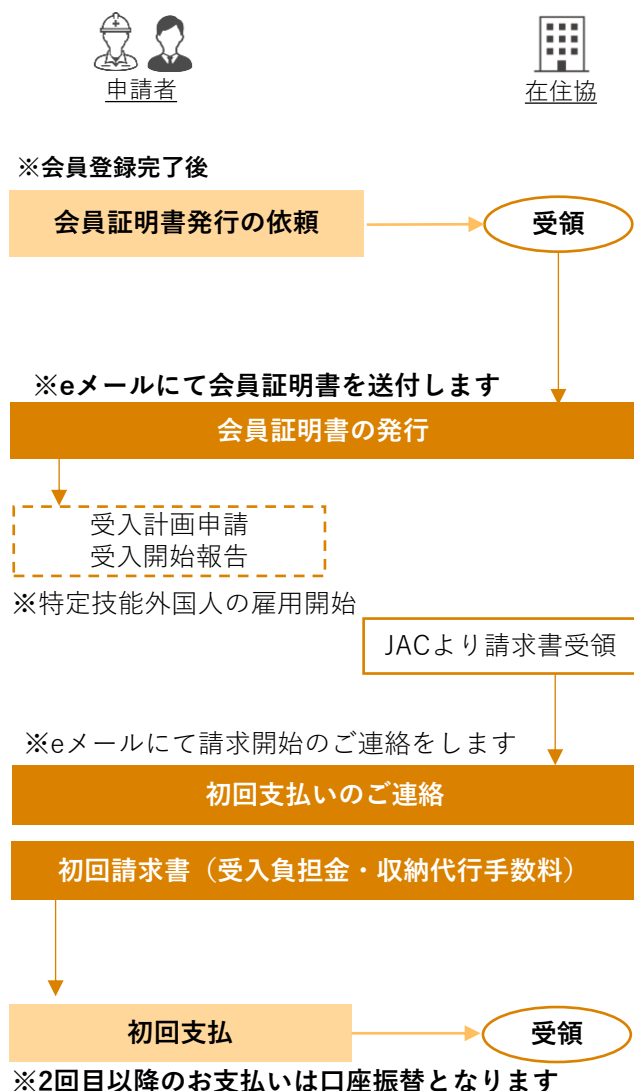 申請者
在住協
※会員登録完了後
会員証明書発行の依頼
受領
※eメールにて会員証明書を送付します
会員証明書の発行
受入計画申請
受入開始報告
※特定技能外国人の雇用開始
JACより請求書受領
※eメールにて請求開始のご連絡をします
初回支払いのご連絡
初回請求書（受入負担金・収納代行手数料）
初回支払
受領
※2回目以降のお支払いは口座振替となります